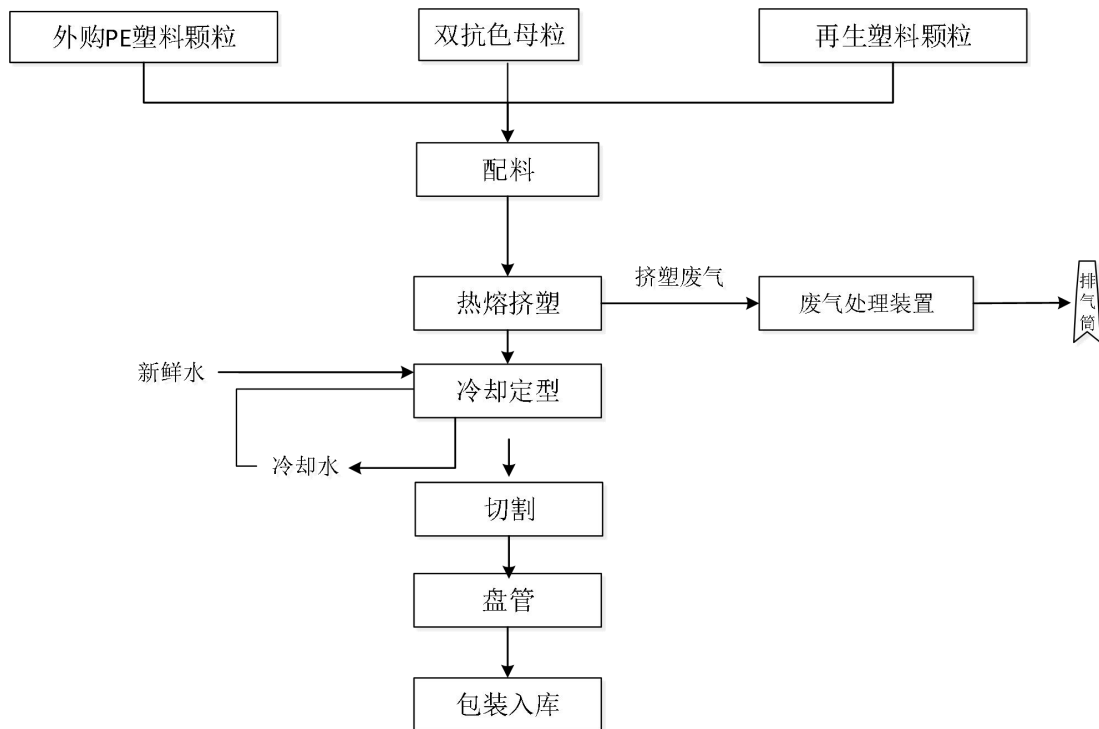 外购PE塑料颗粒
双抗色母粒
再生塑料颗粒
配料
热熔挤塑
挤塑废气
废气处理装置
排气筒
新鲜水
冷却定型
冷却水
切割
盘管
包装入库